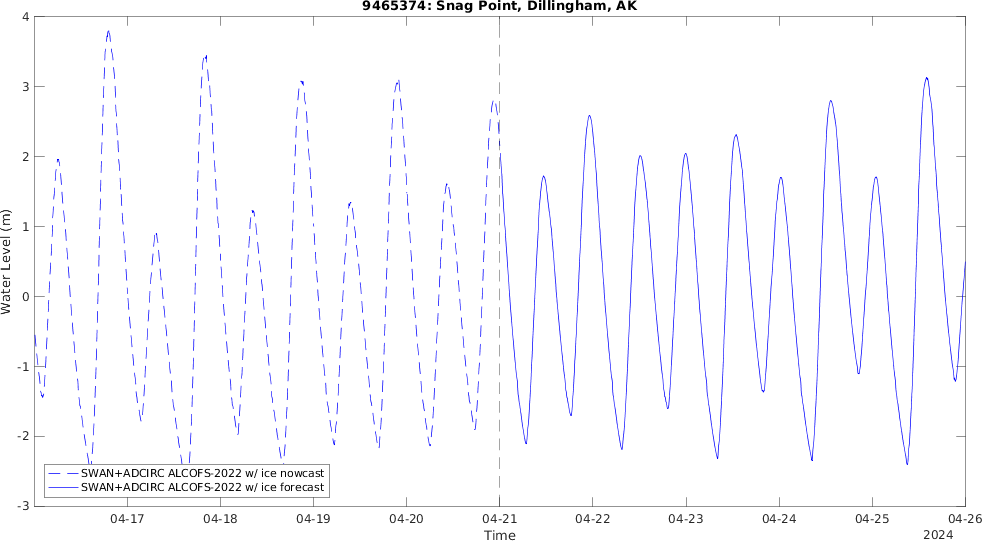 9465374: Snag Point, Dillingham, AK
Water Level (m)
4
3
2
1
0
-1
-2
-3
SWAN+ADCIRC ALCOFS-2022 w/ ice nowcast
SWAN+ADCIRC ALCOFS-2022 w/ ice forecast
04-17 04-18 04-19 04-20 04-21 04-22 04-23 04-24 04-25 04-26
Time
2024